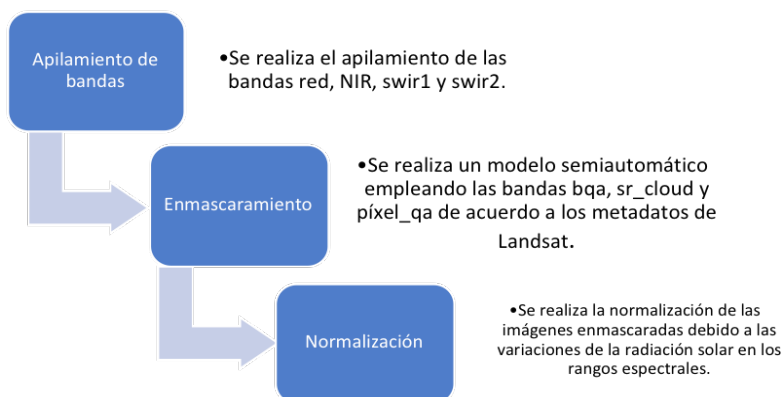 Apilamiento de
bandas
•Se realiza el apilamiento de las
bandas red, NIR, swir1 y swir2.
Enmascaramiento
•Se realiza un modelo semiautomático
empleando las bandas bqa, sr_cloud y
píxel_qa de acuerdo a los metadatos de
Landsat.
Normalización
•Se realiza la normalización de las
imágenes enmascaradas debido a las
variaciones de la radiación solar en los
rangos espectrales.